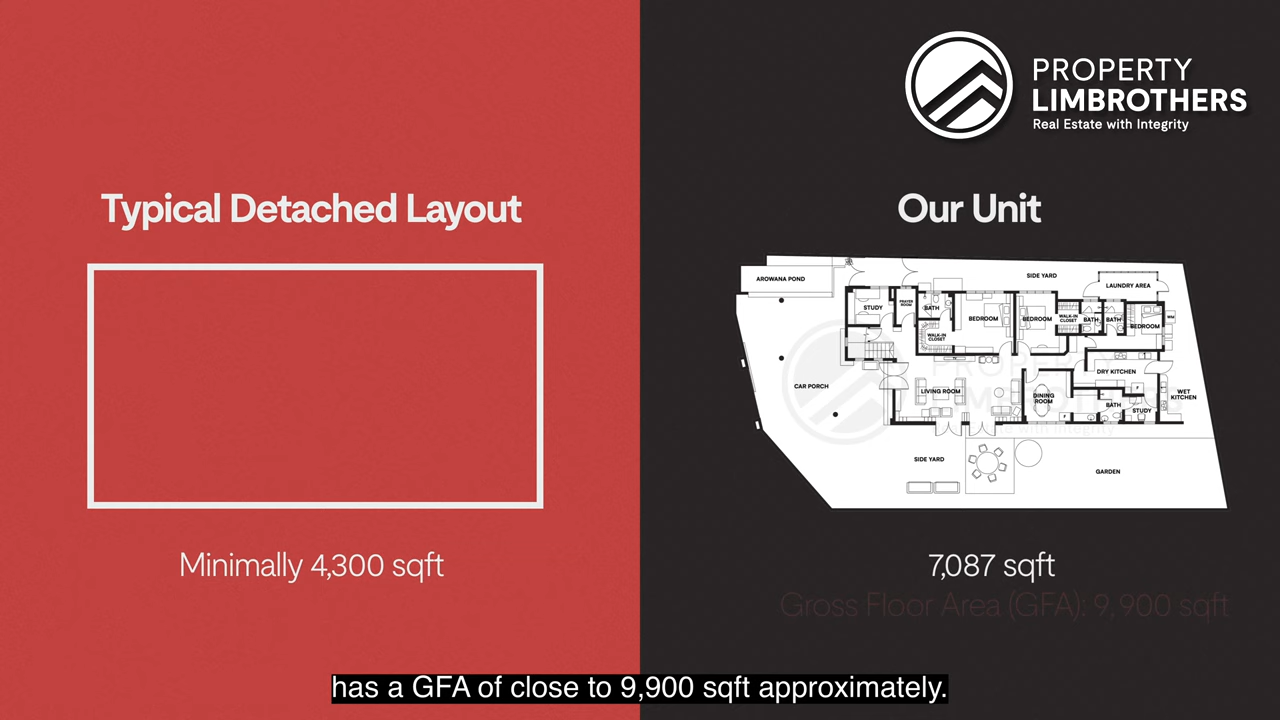 PROPERTY
LIMBROTHERS
Real Estate with Integrity
Typical Detached Layout
Our Unit
AROWANA POND
SIDE YARD
LAUNDRY AREA
STUDY
PRAYER
ROOM
BATH
BEDROOM
BEDROOM
WALK-IN
CLOSET
BATH
BATH
BEDROOM
WM
WALK-IN
CLOSET
TV
CAR PORCH
LIVING ROOM
DINING
ROOM
DRY KITCHEN
F
WET
KITCHEN
BATH
STUDY
F
SIDE YARD
GARDEN
Minimally 4,300 sqft
7,087 sqft
Gross Floor Area (GFA): 9,900 sqft
has a GFA of close to 9,900 sqft approximately.